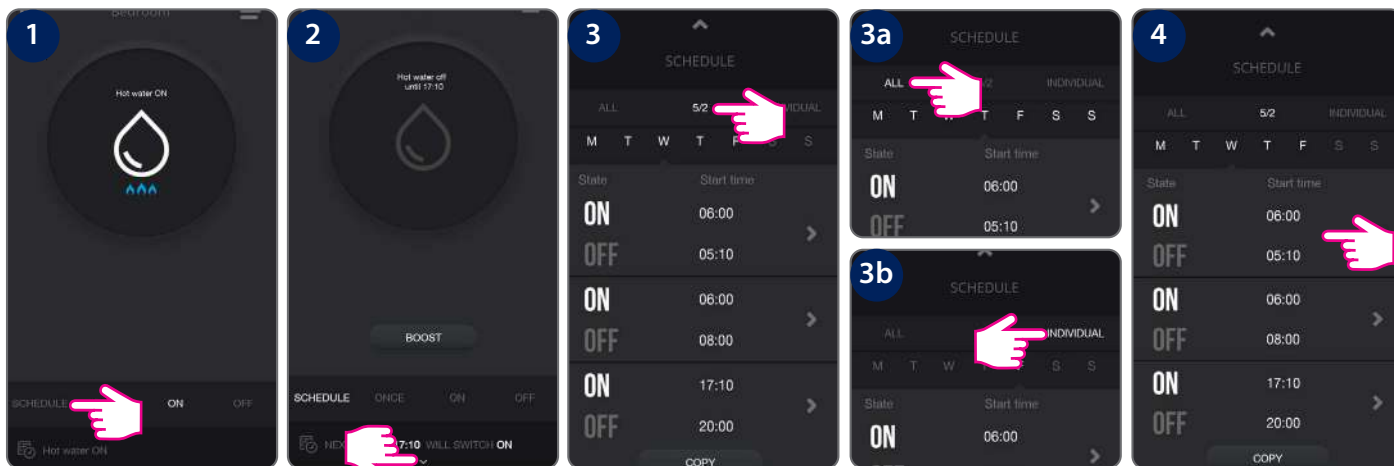 1
Bedroom
Hot water ON
SCHEDULE ON OFF
Hot water ON
2
Hot water off
until 17:10
BOOST
SCHEDULE ONCE ON OFF
17:10 WILL SWITCH ON
3
SCHEDULE
ALL 5/2
M T W T F S S
State Start time
ON 06:00
OFF 05:10
ON 06:00
OFF 08:00
ON 17:10
OFF 20:00
COPY
3a
SCHEDULE
ALL 5/2 INDIVIDUAL
M T W T F S S
State Start time
ON 06:00
OFF 05:10
3b
SCHEDULE
ALL INDIVIDUAL
M T W F S S
State Start time
ON 06:00
4
SCHEDULE
ALL 5/2 INDIVIDUAL
M T W T F S S
State Start time
ON 06:00
OFF 05:10
ON 06:00
OFF 08:00
ON 17:10
OFF 20:00
COPY